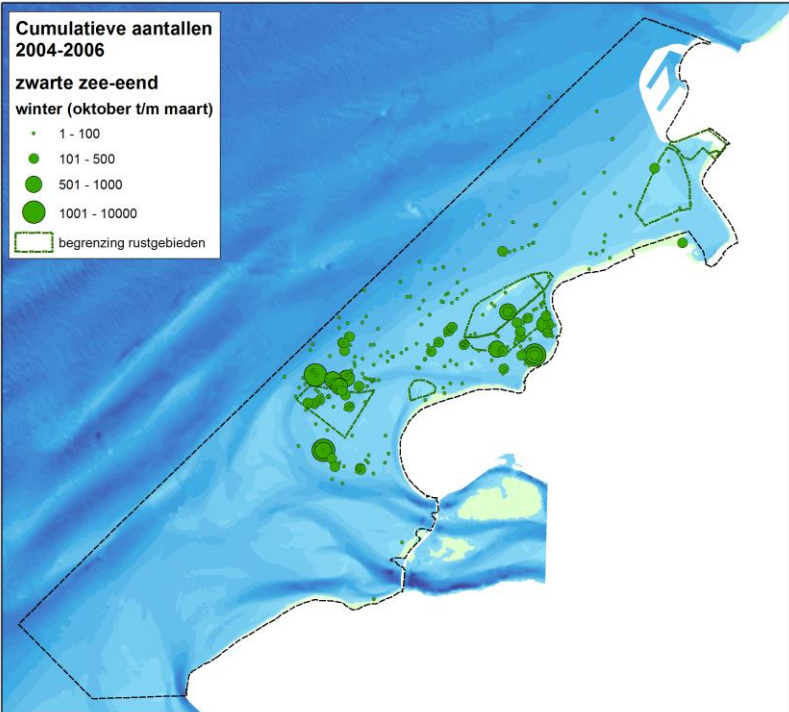 Cumulatieve aantallen
2004-2006
zwarte zee-eend
winter (oktober t/m maart)
1 - 100
101 - 500
501 - 1000
1001 - 10000
begrenzing rustgebieden